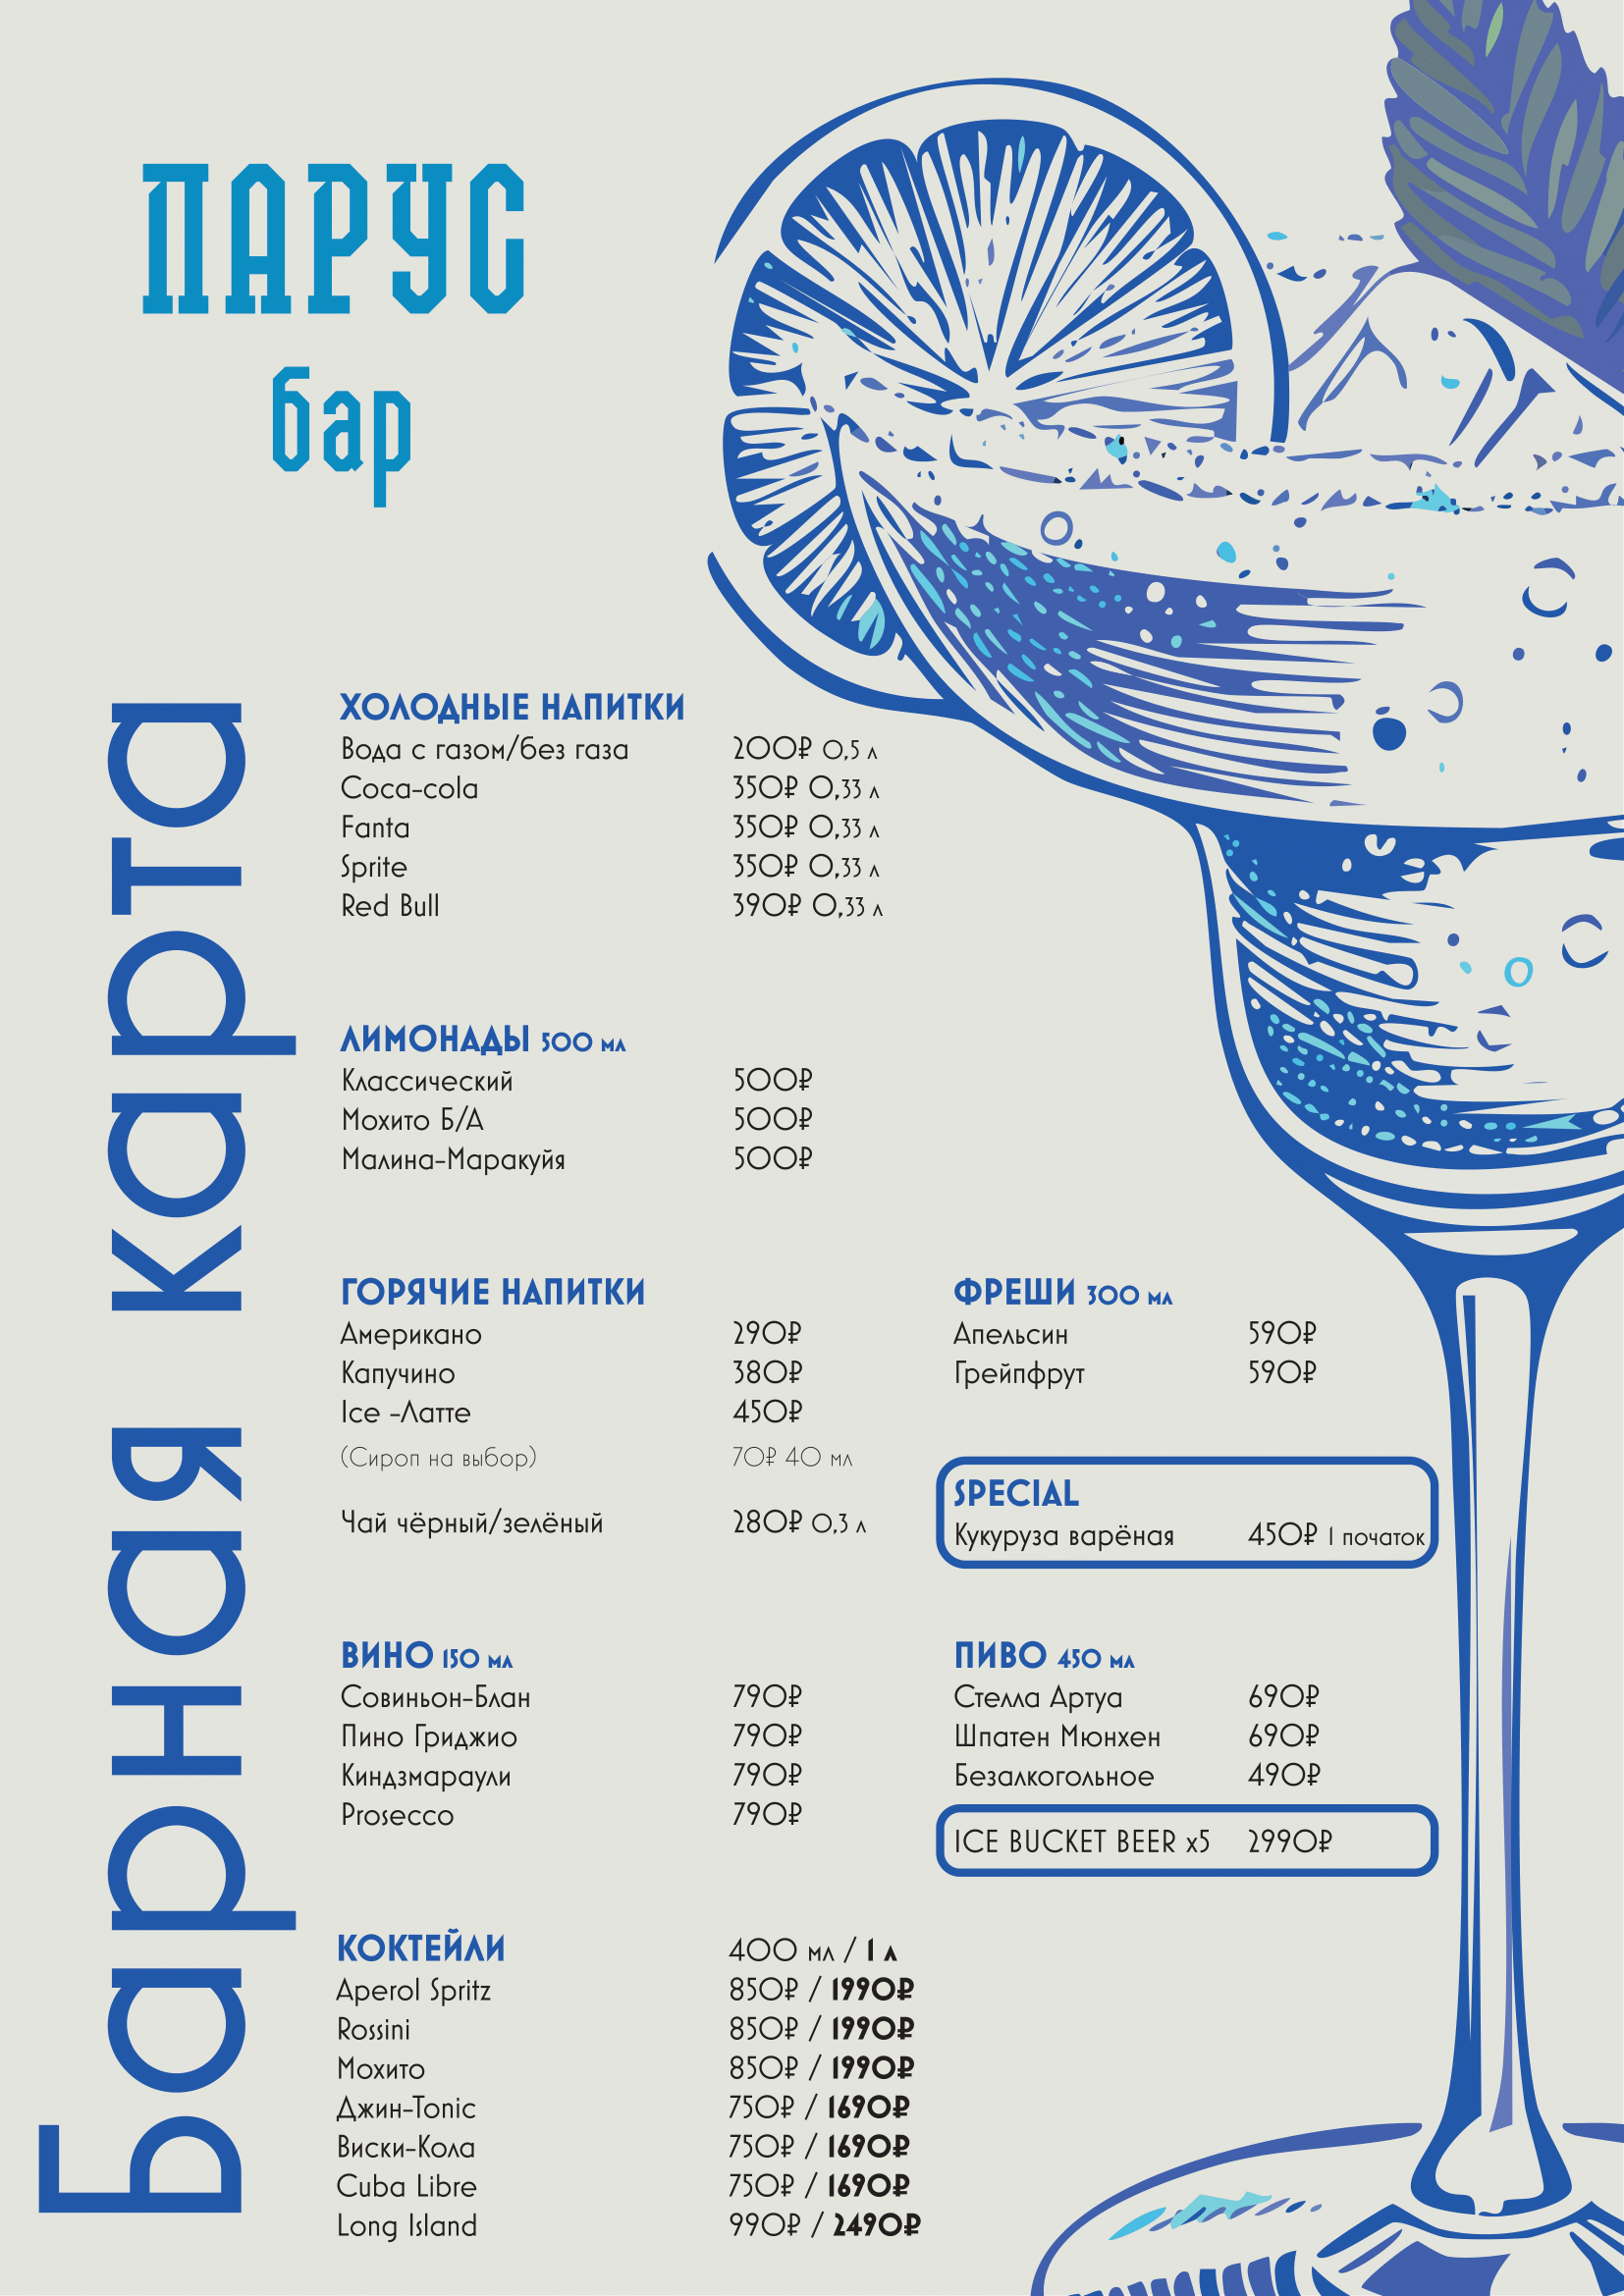 ПАРУС
бар
Барная карта
ХОЛОДНЫЕ НАПИТКИ
Вода с газом/без газа 200₽ 0,5 л
Coca-cola 350₽ 0,33 л
Fanta 350₽ 0,33 л
Sprite 350₽ 0,33 л
Red Bull 390₽ 0,33 л
ЛИМОНАДЫ 500 мл
Классический 500₽
Мохито Б/А 500₽
Малина-Маракуйя 500₽
ГОРЯЧИЕ НАПИТКИ
Американо 290₽
Капучино 380₽
Ice -Латте 450₽
(Сироп на выбор) 70₽ 40 мл
Чай чёрный/зелёный 280₽ 0,3 л
ФРЕШИ 300 мл
Апельсин 590₽
Грейпфрут 590₽
SPECIAL
Кукуруза варёная 450₽ 1 початок
ВИНО 150 мл
Совиньон-Блан 790₽
Пино Гриджио 790₽
Киндзмараули 790₽
Prosecco 790₽
ПИВО 450 мл
Стелла Артуа 690₽
Шпатен Мюнхен 690₽
Безалкогольное 490₽
ICE BUCKET BEER x5 2990₽
КОКТЕЙЛИ 400 мл / 1 л
Aperol Spritz 850₽ / 1990₽
Rossini 850₽ / 1990₽
Мохито 850₽ / 1990₽
Джин-Tonic 750₽ / 1690₽
Виски-Кола 750₽ / 1690₽
Cuba Libre 750₽ / 1690₽
Long Island 990₽ / 2490₽